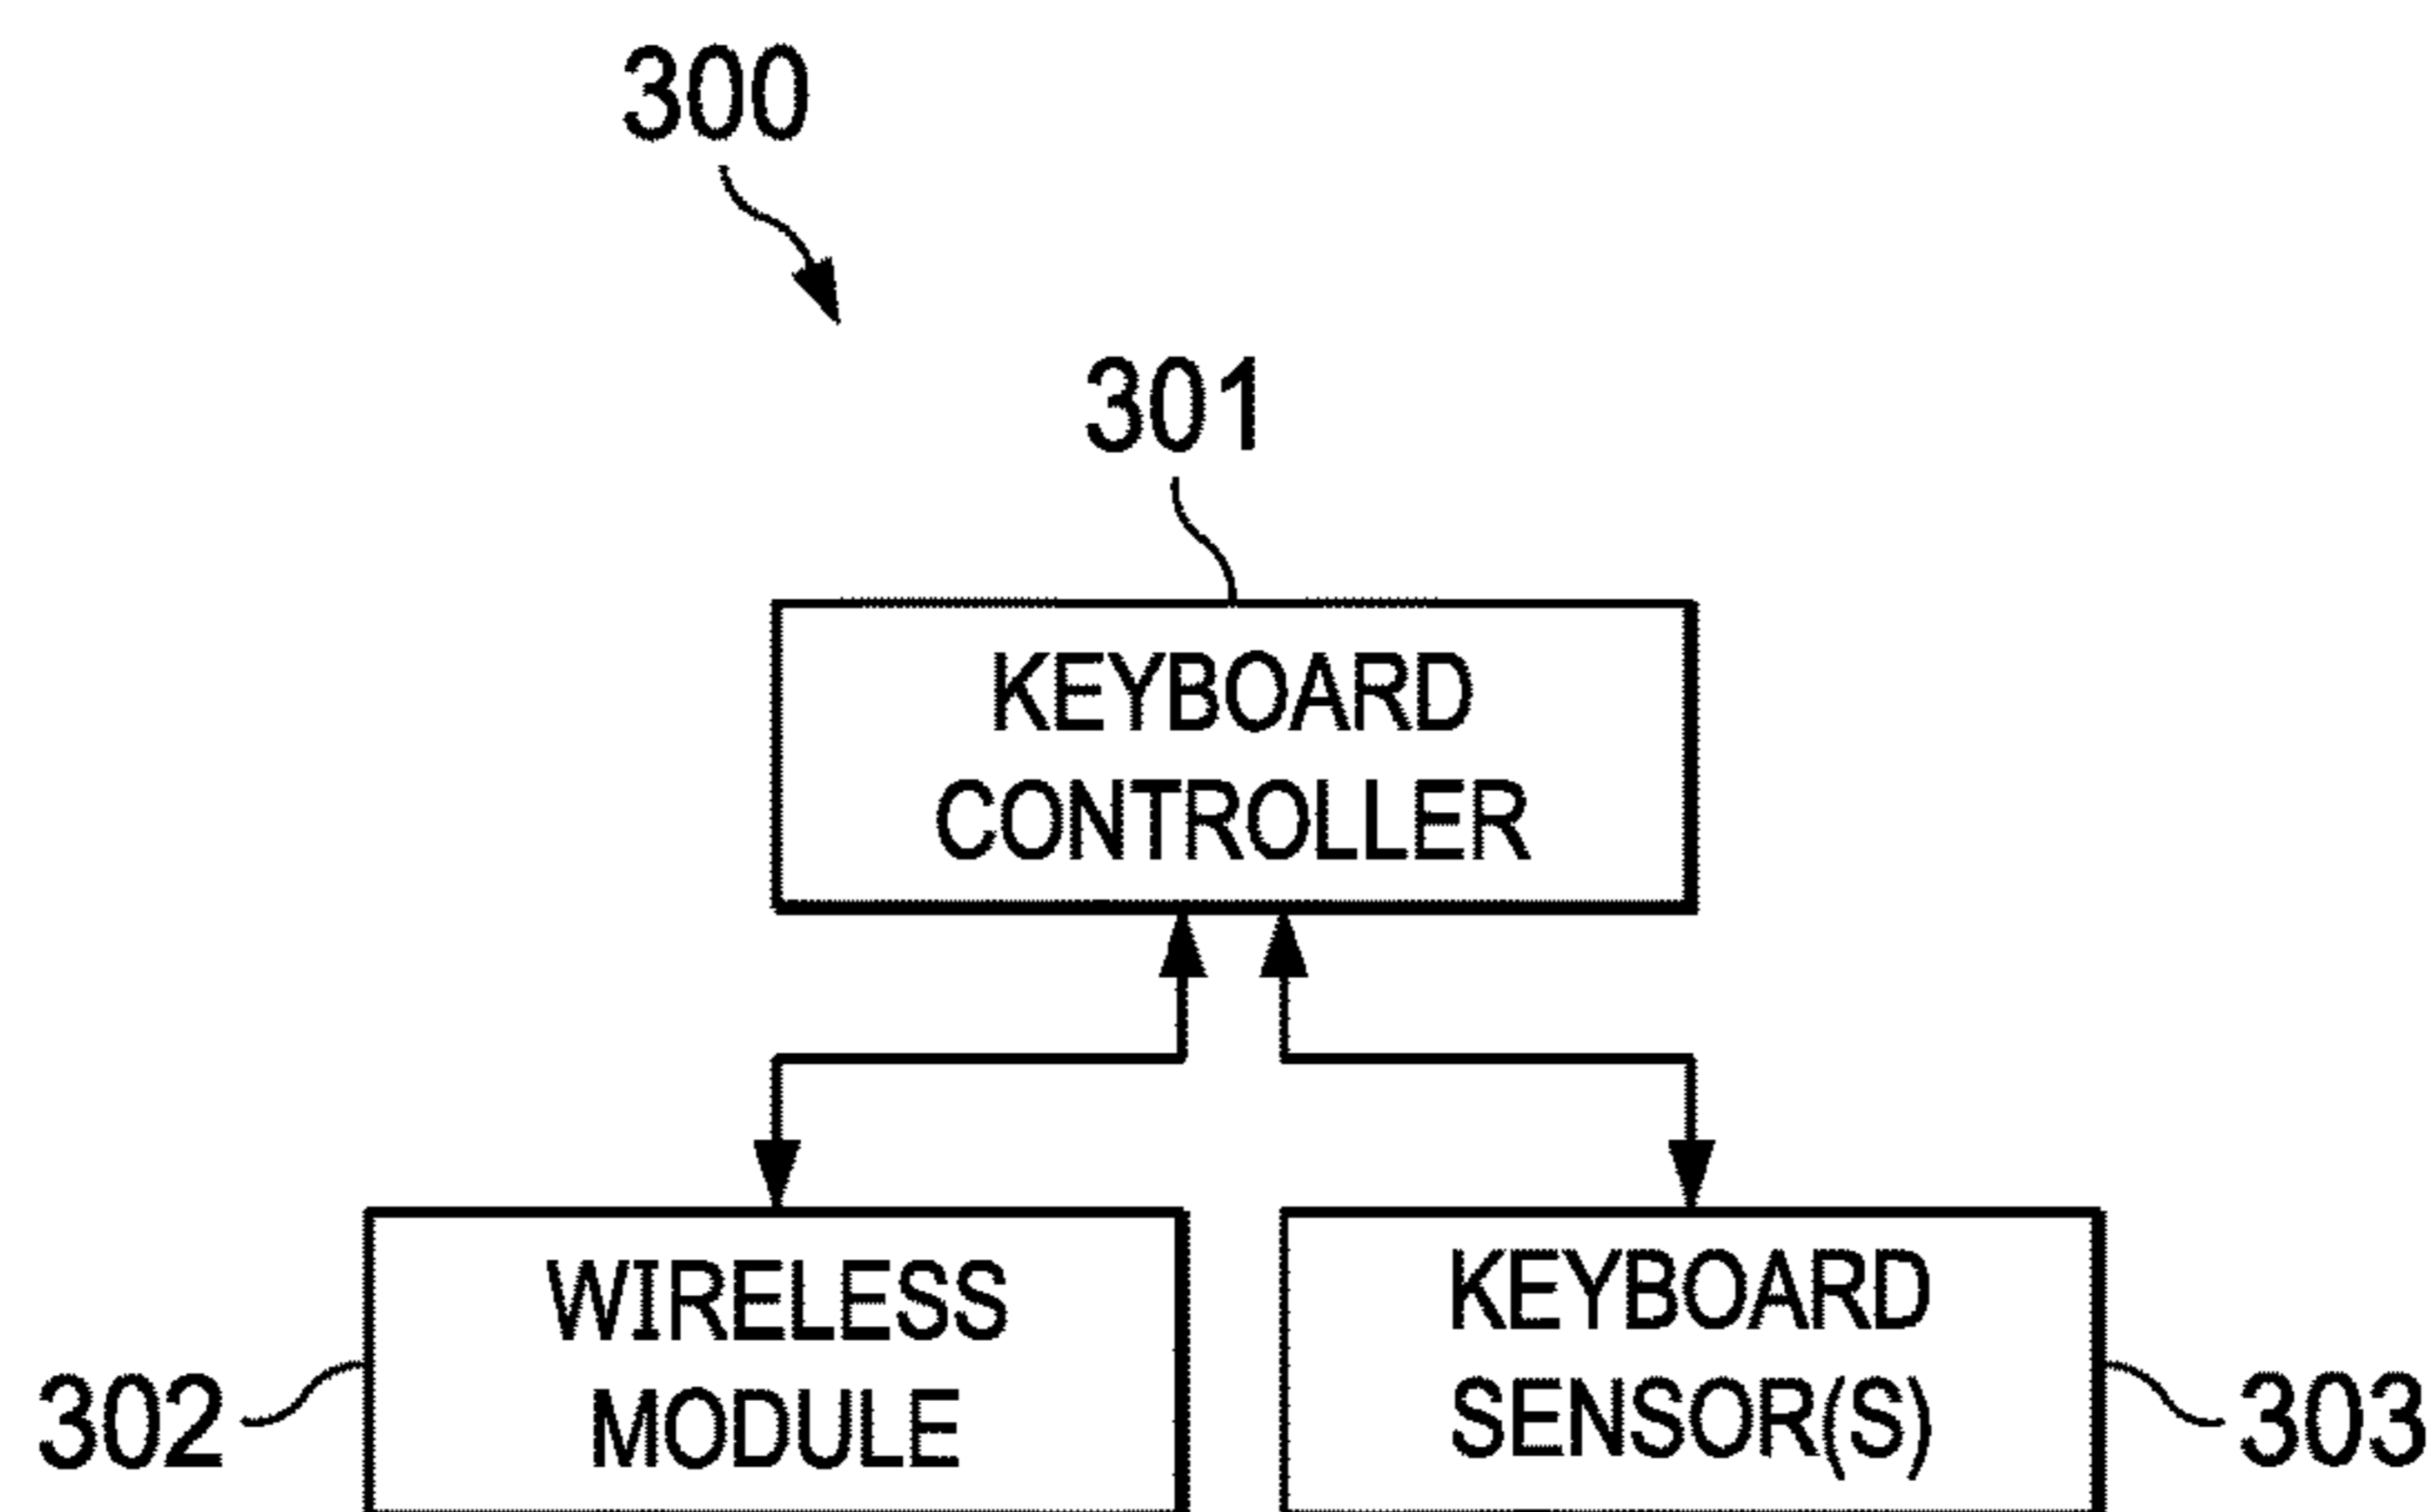 300
301
KEYBOARD
CONTROLLER
302
WIRELESS
MODULE
KEYBOARD
SENSOR(S)
303